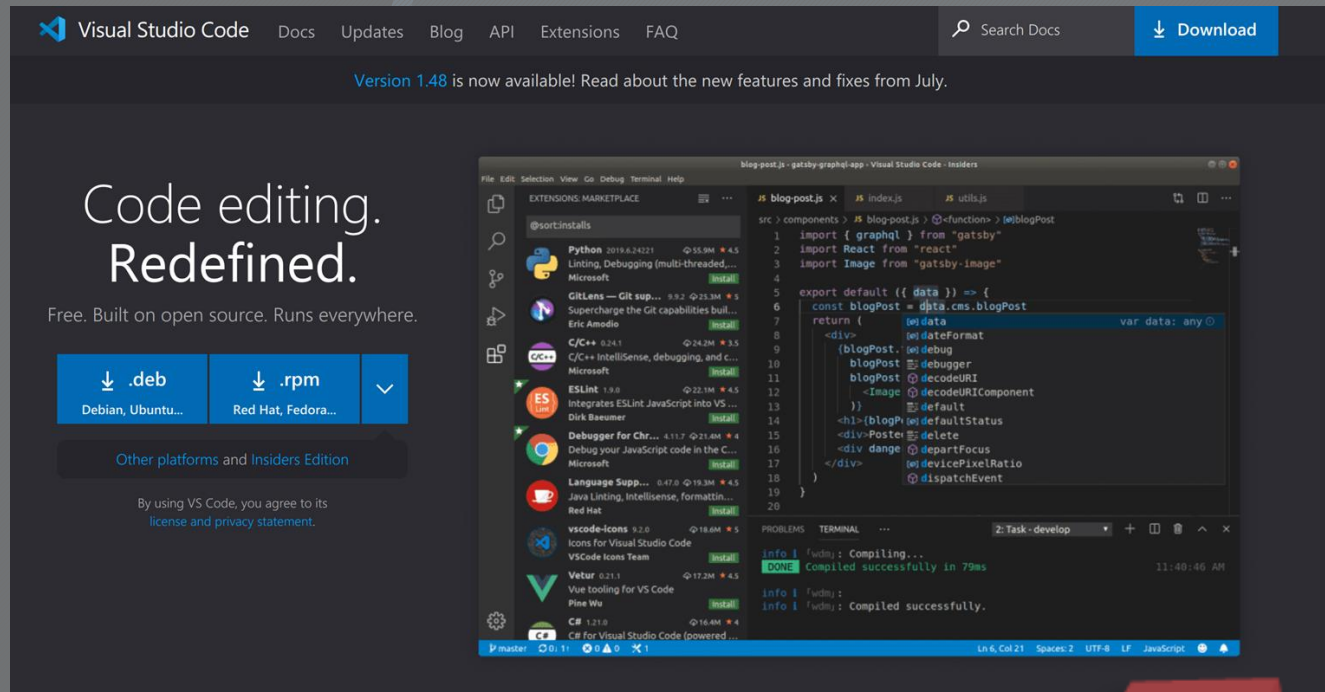 Visual Studio Code Docs Updates Blog API Extensions FAQ Search Docs Download
Version 1.48 is now available! Read about the new features and fixes from July.
Code editing.
Redefined.
Free. Built on open source. Runs everywhere.
.deb
Debian, Ubuntu...
.rpm
Red Hat, Fedora...
Other platforms and Insiders Edition
By using VS Code, you agree to its
license and privacy statement.
blog-post.js - gatsby-graphql-app - Visual Studio Code - Insiders
File Edit Selection View Go Debug Terminal Help
EXTENSIONS: MARKETPLACE ...
@sort:installs
Python 2019.6.24221 55.9M ★ 4.5
Linting, Debugging (multi-threaded,...
Microsoft Install
GitLens — Git sup... 9.9.2 25.3M ★ 5
Supercharge the Git capabilities buil...
Eric Amodio Install
C/C++ C/C++ 0.24.1 24.2M ★ 3.5
C/C++ IntelliSense, debugging, and c...
Microsoft Install
ES Lint ESLint 1.9.0 22.1M ★ 4.5
Integrates ESLint JavaScript into VS ...
Dirk Baeumer Install
Debugger for Chr... 4.11.7 21.4M ★ 4
Debug your JavaScript code in the C...
Microsoft Install
Language Supp... 0.47.0 19.3M ★ 4.5
Java Linting, Intellisense, formattin...
Red Hat Install
vscode-icons 9.2.0 18.6M ★ 5
Icons for Visual Studio Code
VSCode Icons Team Install
Vetur 0.21.1 17.2M ★ 4.5
Vue tooling for VS Code
Pine Wu Install
C# C# 1.21.0 16.4M ★ 4
C# for Visual Studio Code (powered ...
JS blog-post.js × JS index.js JS utils.js ...
src > components > JS blog-post.js > <function> > blogPost
1 import { graphql } from "gatsby"
2 import React from "react"
3 import Image from "gatsby-image"
4
5 export default ({ data }) => {
6 const blogPost = data.cms.blogPost
7 return (
8 <div>
9 {blogPost.
10 blogPost
11 blogPost
12 <Image
13 )}
14 <h1>{blogP
15 <div>Poste
16 <div dange
17 </div>
18 )
19 }
20
data var data: any
dateFormat
debug
debugger
decodeURI
decodeURIComponent
default
defaultStatus
delete
departFocus
devicePixelRatio
dispatchEvent
PROBLEMS TERMINAL ... 2: Task - develop
info ｢wdm｣: Compiling...
DONE Compiled successfully in 79ms 11:40:46 AM
info ｢wdm｣:
info ｢wdm｣: Compiled successfully.
master 0↓ 1↑ 0 0 1 Ln 6, Col 21 Spaces: 2 UTF-8 LF JavaScript